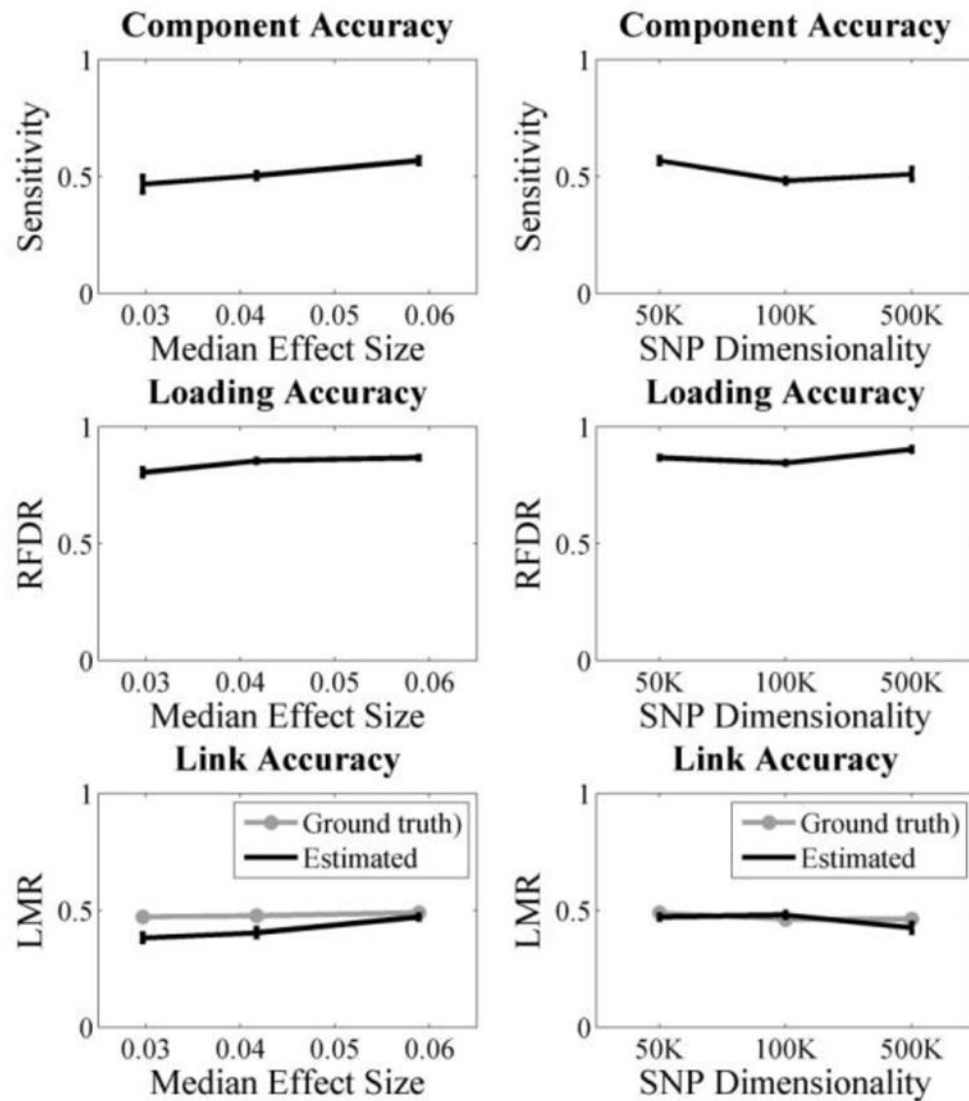 Component Accuracy
1
0.5
0
Sensitivity
0.03 0.04 0.05 0.06
Median Effect Size
Component Accuracy
1
0.5
0
Sensitivity
50K 100K 500K
SNP Dimensionality
Loading Accuracy
1
0.5
0
RFDR
0.03 0.04 0.05 0.06
Median Effect Size
Loading Accuracy
1
0.5
0
RFDR
50K 100K 500K
SNP Dimensionality
Link Accuracy
1
0.5
0
LMR
Ground truth)
Estimated
0.03 0.04 0.05 0.06
Median Effect Size
Link Accuracy
1
0.5
0
LMR
Ground truth)
Estimated
50K 100K 500K
SNP Dimensionality